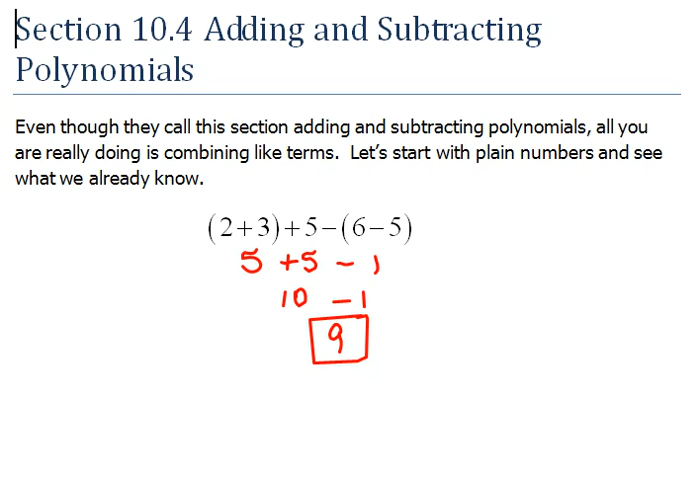 Section 10.4 Adding and Subtracting
Polynomials
Even though they call this section adding and subtracting polynomials, all you
are really doing is combining like terms.  Let's start with plain numbers and see
what we already know.
(2+3)+5−(6−5)
5 +5 − 1
10 − 1
9